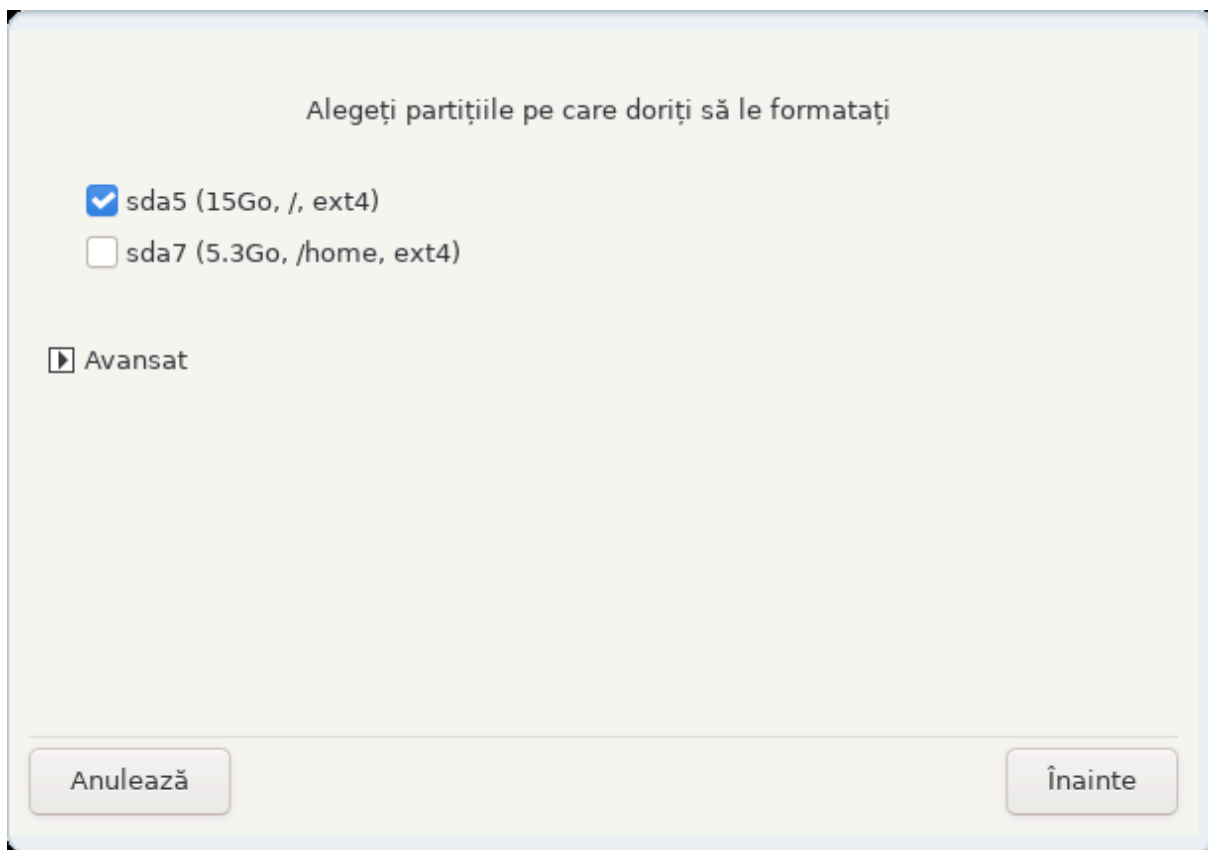 Alegeți partițiile pe care doriți să le formatați
sda5 (15Go, /, ext4)
sda7 (5.3Go, /home, ext4)
Avansat
Anulează
Înainte